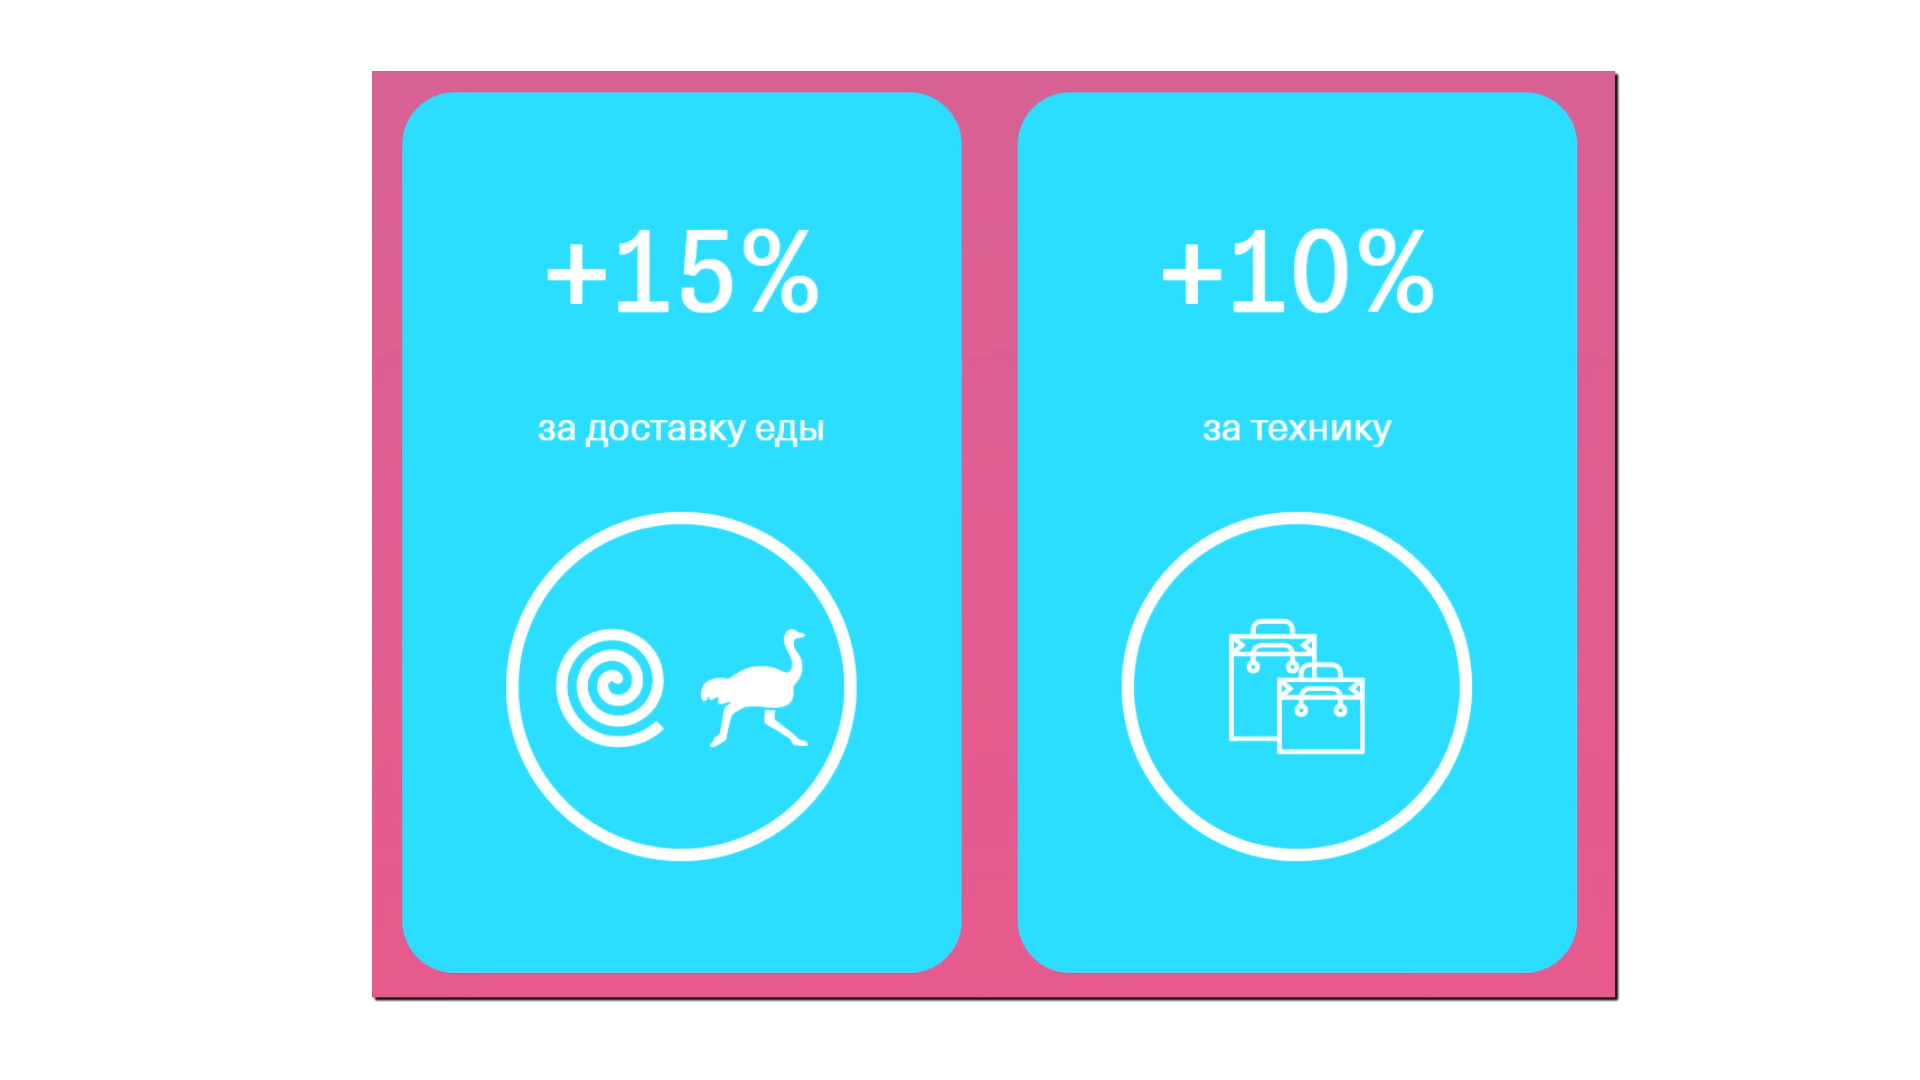 +15%
за доставку еды
+10%
за технику